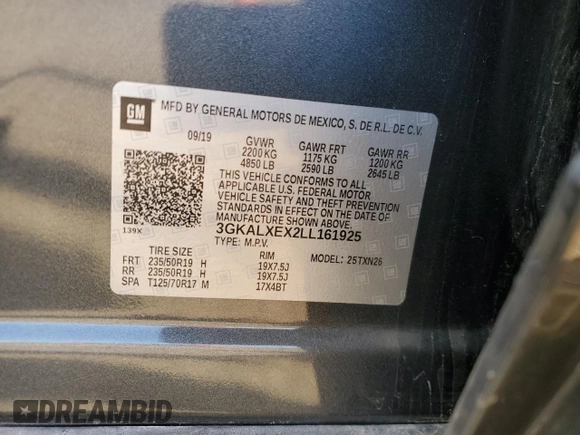 GM
MFD BY GENERAL MOTORS DE MEXICO, S. DE R.L. DE C.V.
09/19 GVWR GAWR FRT GAWR RR
2200 KG 1175 KG 1200 KG
4850 LB 2590 LB 2645 LB
THIS VEHICLE CONFORMS TO ALL
APPLICABLE U.S. FEDERAL MOTOR
VEHICLE SAFETY AND THEFT PREVENTION
STANDARDS IN EFFECT ON THE DATE OF
MANUFACTURE SHOWN ABOVE.
139X 3GKALXEX2LL161925
TYPE: M.P.V. MODEL: 25TXN26
TIRE SIZE RIM
FRT 235/50R19 H 19X7.5J
RR 235/50R19 H 19X7.5J
SPA T125/70R17 M 17X4BT
DREAMBID